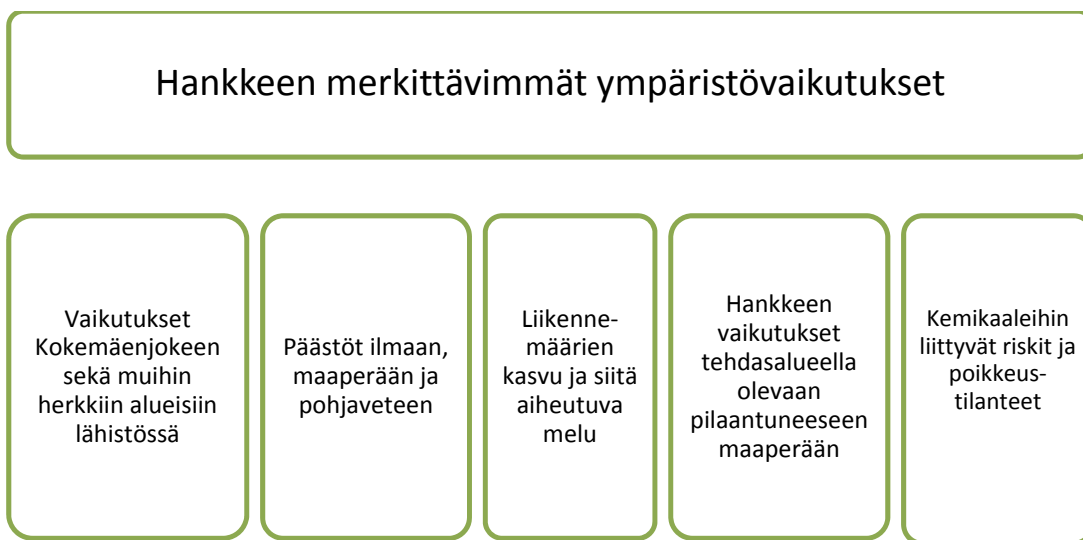 Hankkeen merkittävimmät ympäristövaikutukset
Vaikutukset
Kokemäenjokeen
sekä muihin
herkkiin alueisiin
lähistössä
Päästöt ilmaan,
maaperään ja
pohjaveteen
Liikenne-
määrien
kasvu ja siitä
aiheutuva
melu
Hankkeen
vaikutukset
tehdasalueella
olevaan
pilaantuneeseen
maaperään
Kemikaaleihin
liittyvät riskit ja
poikkeus-
tilanteet